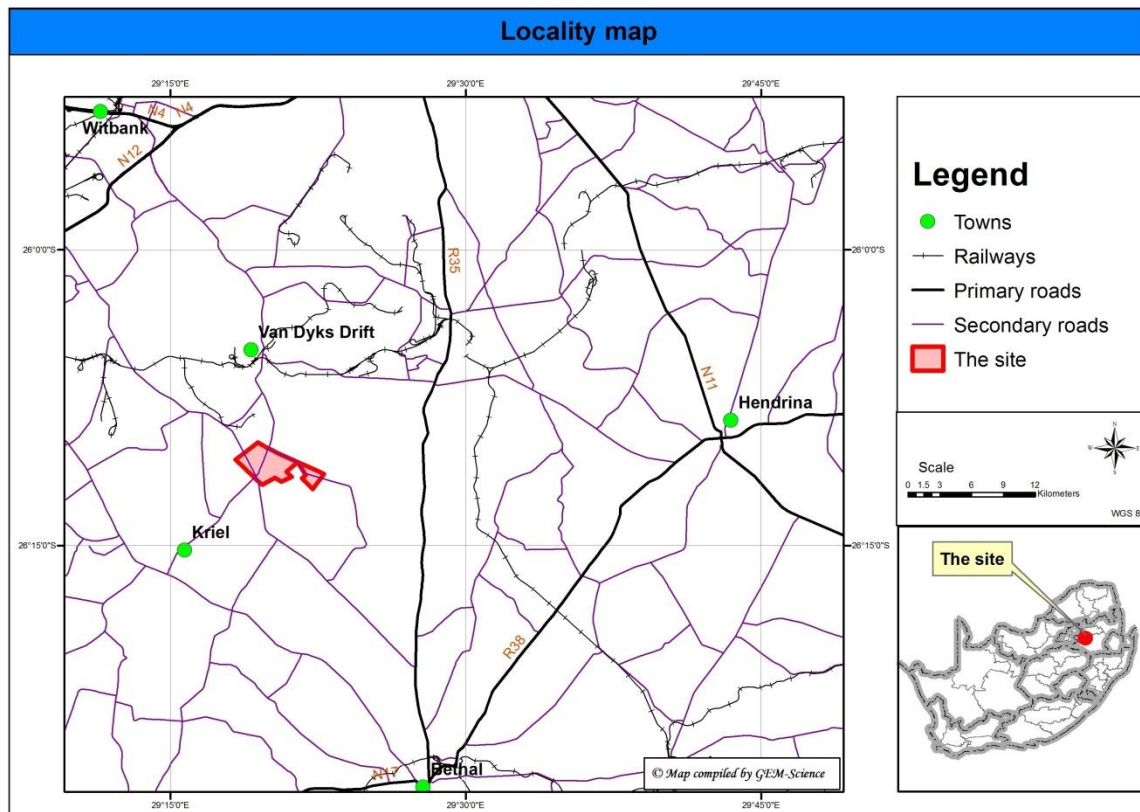 Locality map
29°15'0"E
29°30'0"E
29°45'0"E
N4
N4
Witbank
N12
26°0'0"S
R35
26°0'0"S
Van Dyks Drift
N11
Hendrina
Kriel
26°15'0"S
26°15'0"S
R38
N17
Bethal
© Map compiled by GEM-Science
29°15'0"E
29°30'0"E
29°45'0"E
Legend
Towns
Railways
Primary roads
Secondary roads
The site
N
W
E
S
Scale
0 1.5 3 6 9 12
Kilometers
WGS 8
The site